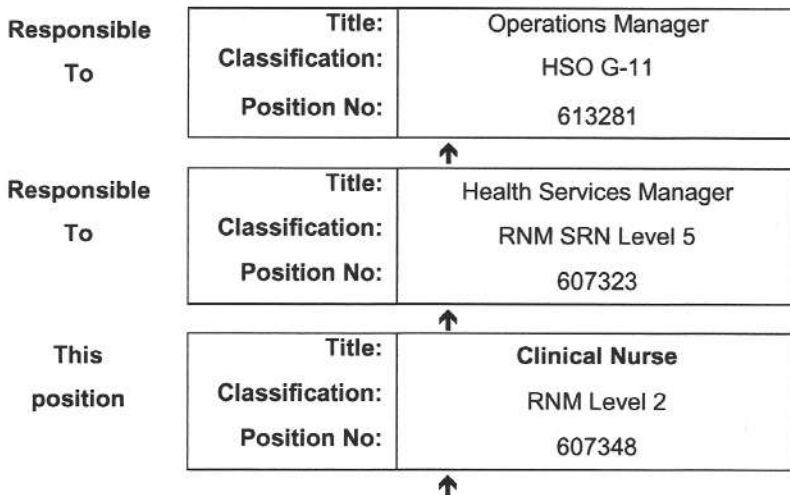 Responsible To
Title: Operations Manager
Classification: HSO G-11
Position No: 613281
Responsible To
Title: Health Services Manager
Classification: RNM SRN Level 5
Position No: 607323
This position
Title: Clinical Nurse
Classification: RNM Level 2
Position No: 607348